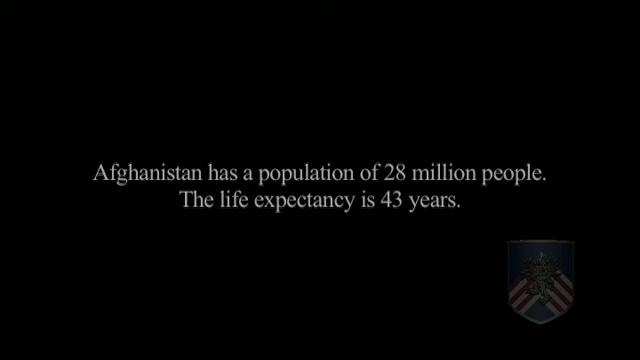 Afghanistan has a population of 28 million people.
The life expectancy is 43 years.